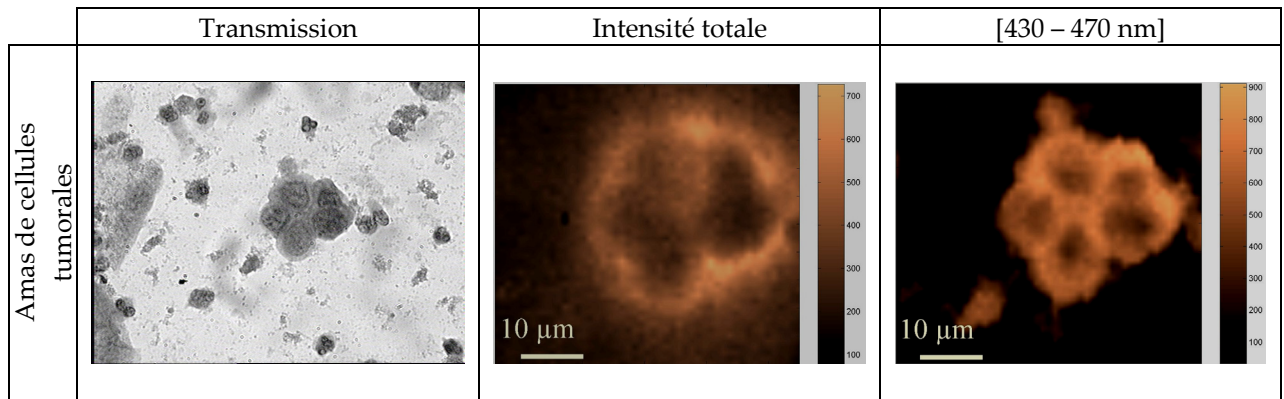 Transmission
Intensité totale
[430 – 470 nm]
Amas de cellules
tumorales
700
600
500
400
300
200
100
10 µm
900
800
700
600
500
400
300
200
100
10 µm